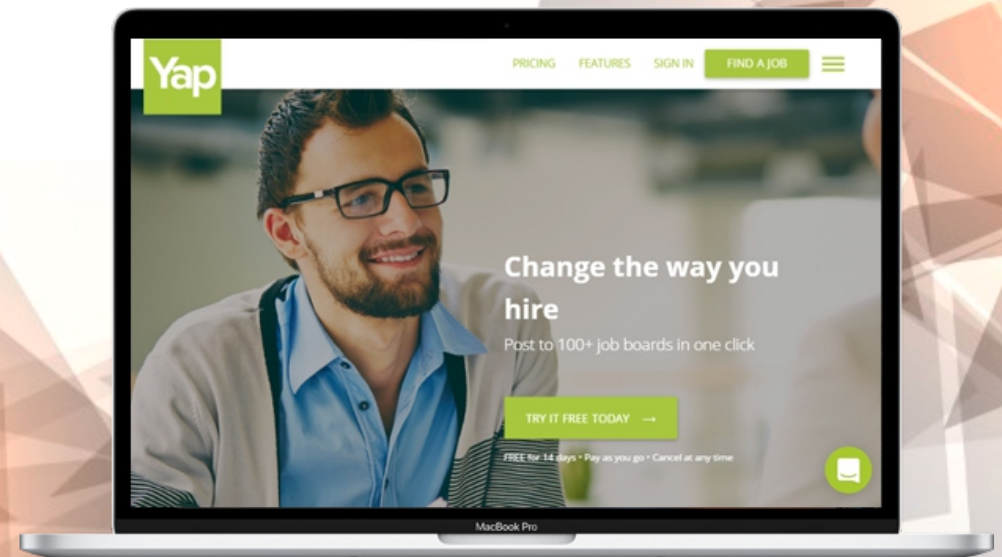 Yap
PRICING FEATURES SIGN IN FIND A JOB
Change the way you
hire
Post to 100+ job boards in one click
TRY IT FREE TODAY →
FREE for 14 days • Pay as you go • Cancel at any time
MacBook Pro